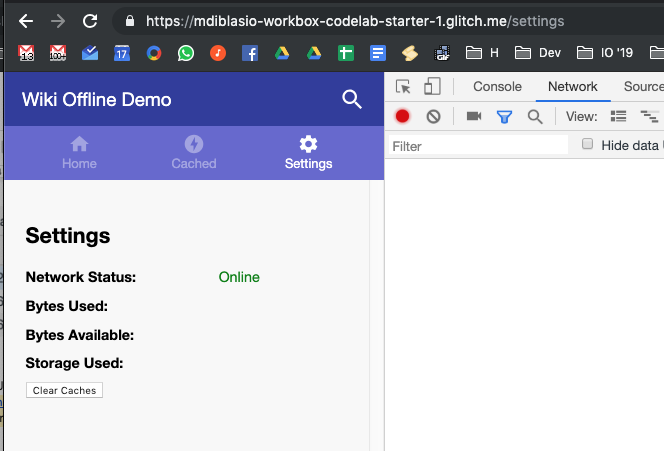 https://mdiblasio-workbox-codelab-starter-1.glitch.me/settings
13 100+ 17 H Dev IO '19
Wiki Offline Demo
Console Network Source
View:
Home Cached Settings
Filter Hide data
Settings
Network Status: Online
Bytes Used:
Bytes Available:
Storage Used:
Clear Caches